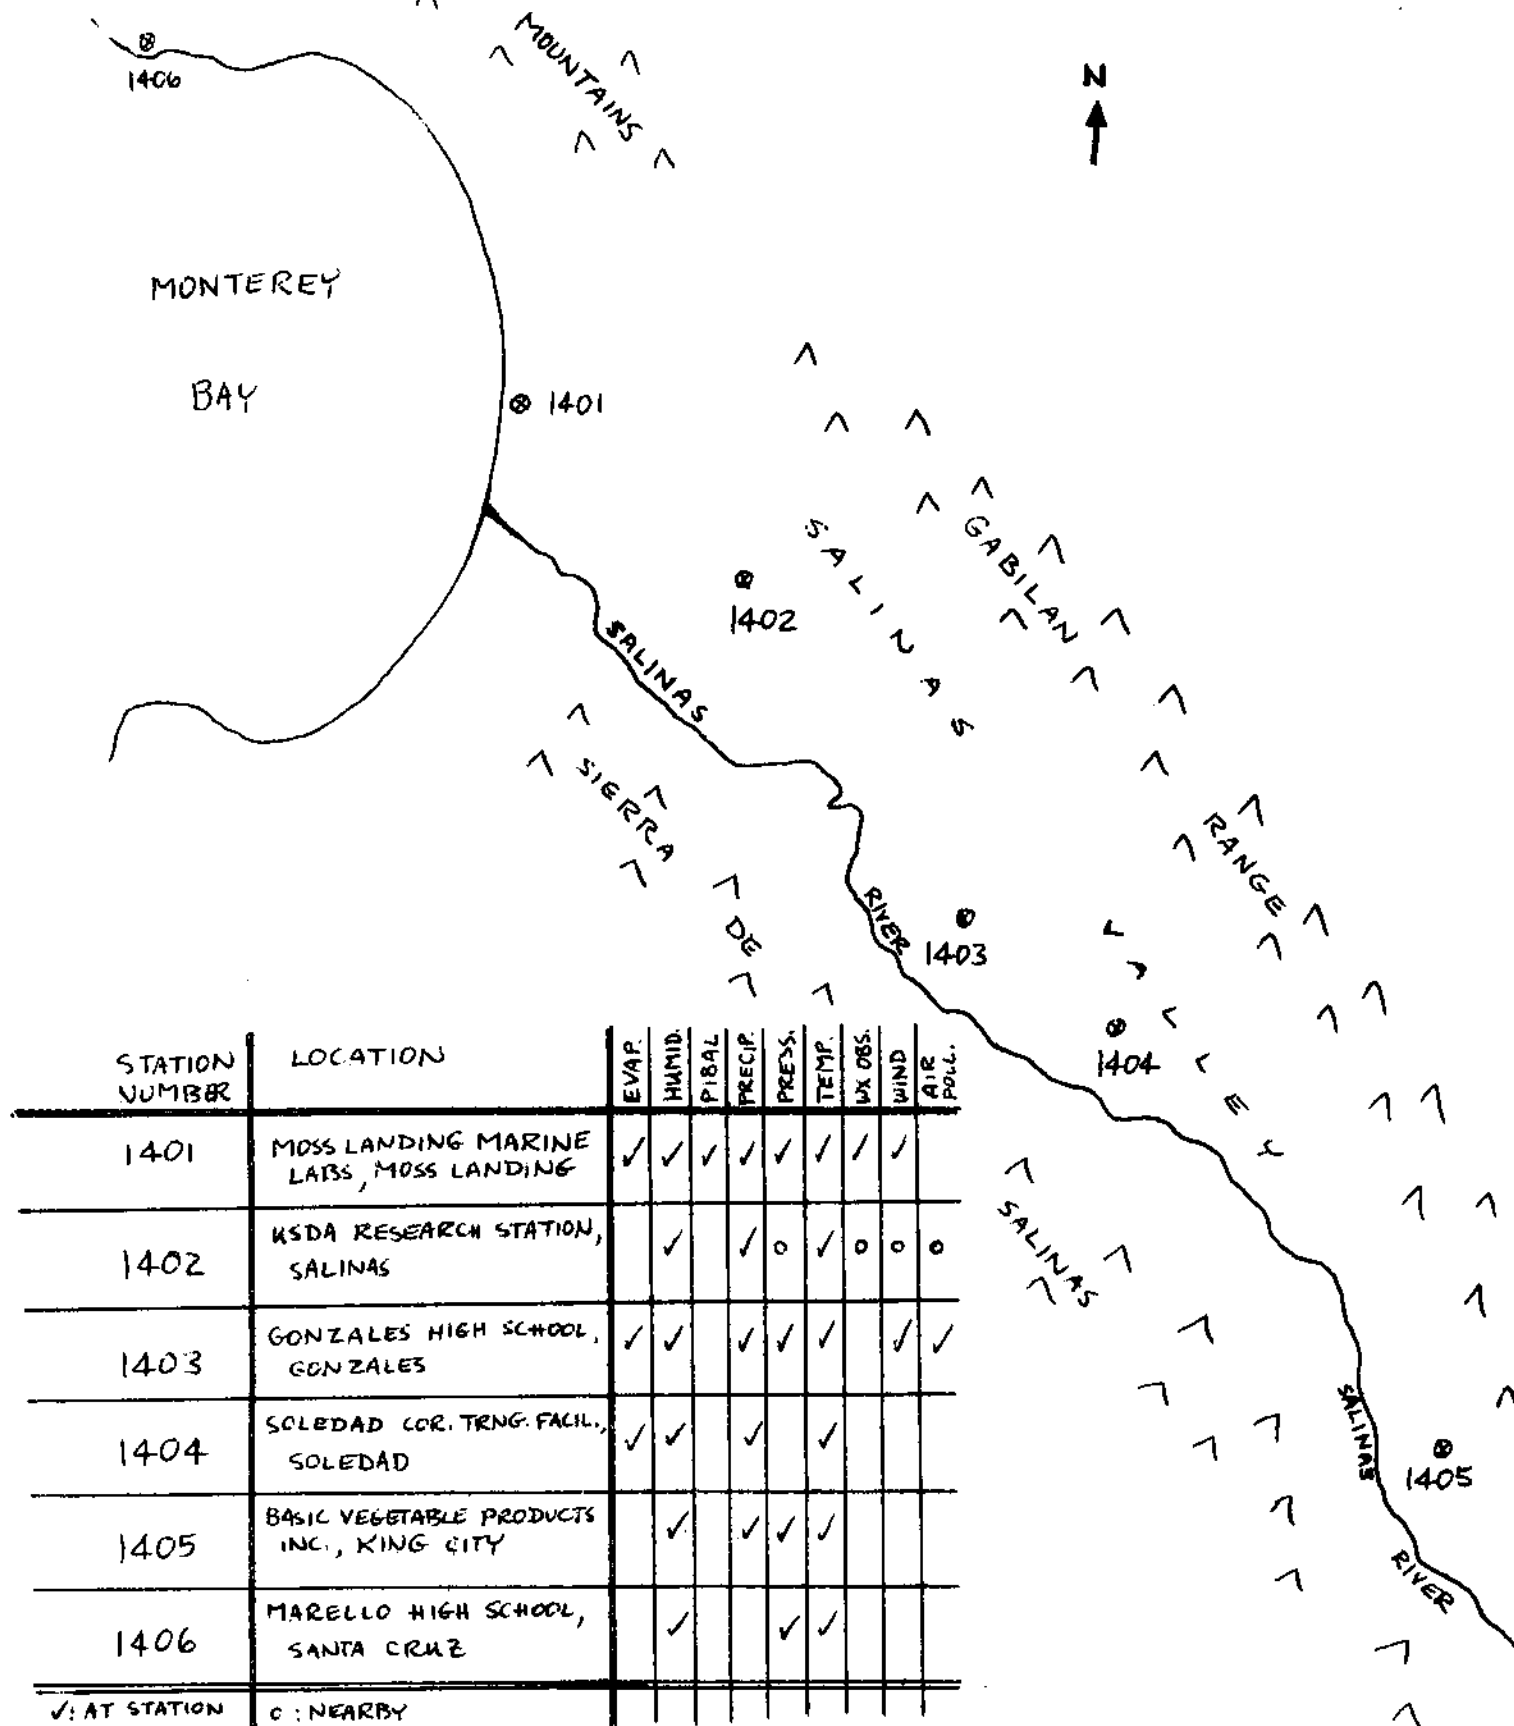 MOUNTAINS
N
1406
MONTEREY
BAY
1401
SALINAS
GABILAN
1402
SALINAS
SIERRA
RANGE
RIVER
DE
1403
VALLEY
1404
SALINAS
SALINAS
1405
RIVER
STATION NUMBER | LOCATION | EVAP. | HUMID. | PIBAL | PRECIP. | PRESS. | TEMP. | WX OBS. | WIND | AIR POLL.
1401 | MOSS LANDING MARINE
LABS, MOSS LANDING | ✓ | ✓ | ✓ | ✓ | ✓ | ✓ | ✓ | ✓ |
1402 | USDA RESEARCH STATION,
SALINAS | | ✓ | | ✓ | o | ✓ | o | o | o
1403 | GONZALES HIGH SCHOOL,
GONZALES | ✓ | ✓ | | ✓ | ✓ | ✓ | | ✓ | ✓
1404 | SOLEDAD COR. TRNG. FACIL.,
SOLEDAD | ✓ | ✓ | | ✓ | | ✓ | | |
1405 | BASIC VEGETABLE PRODUCTS
INC., KING CITY | | ✓ | | ✓ | ✓ | ✓ | | |
1406 | MARELLO HIGH SCHOOL,
SANTA CRUZ | | ✓ | | | ✓ | ✓ | | |
✓: AT STATION | o : NEARBY